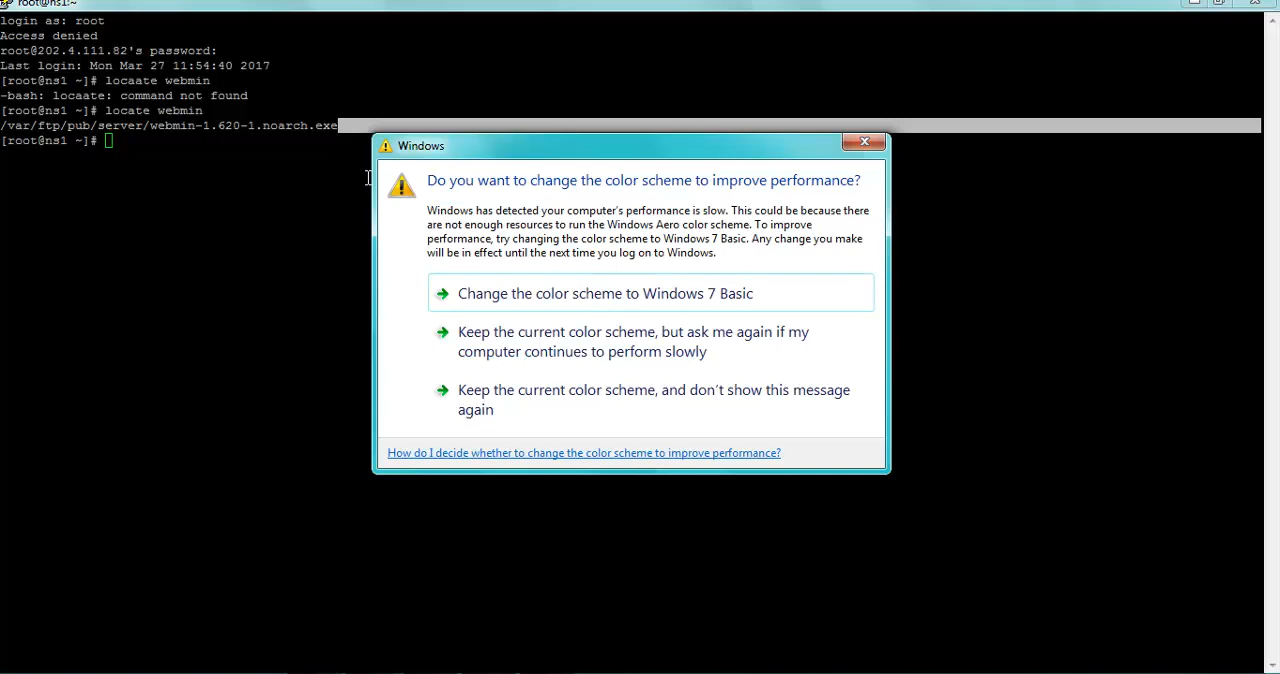 root@ns1:~
login as: root
Access denied
root@202.4.111.82's password:
Last login: Mon Mar 27 11:54:40 2017
[root@ns1 ~]# locaate webmin
-bash: locaate: command not found
[root@ns1 ~]# locate webmin
/var/ftp/pub/server/webmin-1.620-1.noarch.exe
[root@ns1 ~]#
Windows
Do you want to change the color scheme to improve performance?
Windows has detected your computer's performance is slow. This could be because there
are not enough resources to run the Windows Aero color scheme. To improve
performance, try changing the color scheme to Windows 7 Basic. Any change you make
will be in effect until the next time you log on to Windows.
Change the color scheme to Windows 7 Basic
Keep the current color scheme, but ask me again if my
computer continues to perform slowly
Keep the current color scheme, and don't show this message
again
How do I decide whether to change the color scheme to improve performance?